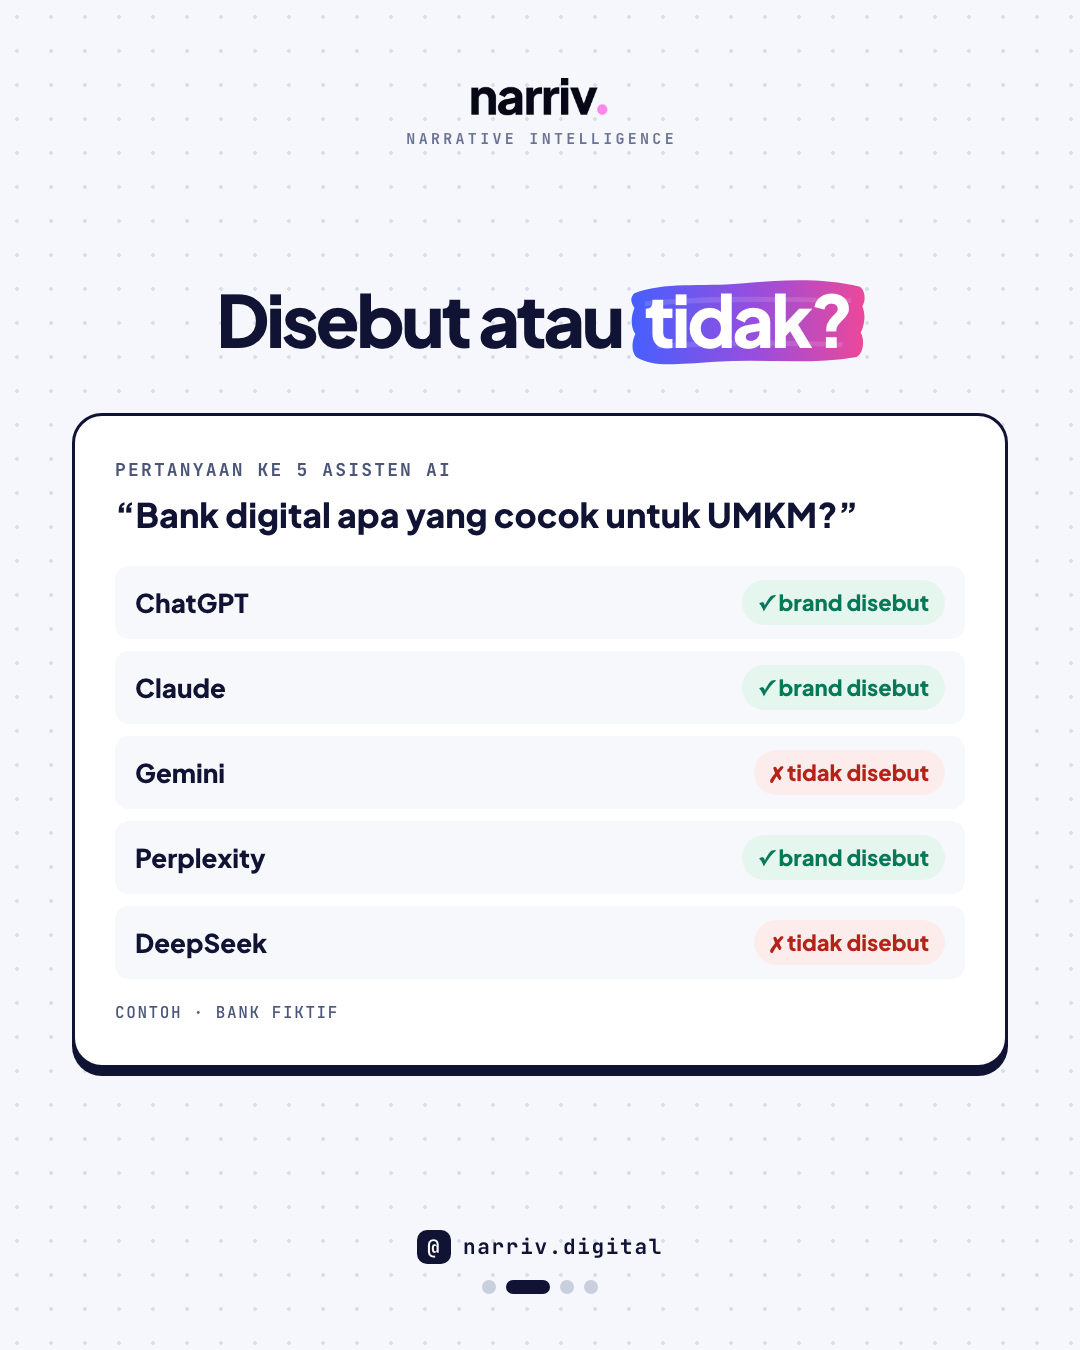 narriv.
NARRATIVE INTELLIGENCE
Disebut atau tidak?
PERTANYAAN KE 5 ASISTEN AI
“Bank digital apa yang cocok untuk UMKM?”
ChatGPT ✓ brand disebut
Claude ✓ brand disebut
Gemini ✗ tidak disebut
Perplexity ✓ brand disebut
DeepSeek ✗ tidak disebut
CONTOH · BANK FIKTIF
@ narriv.digital